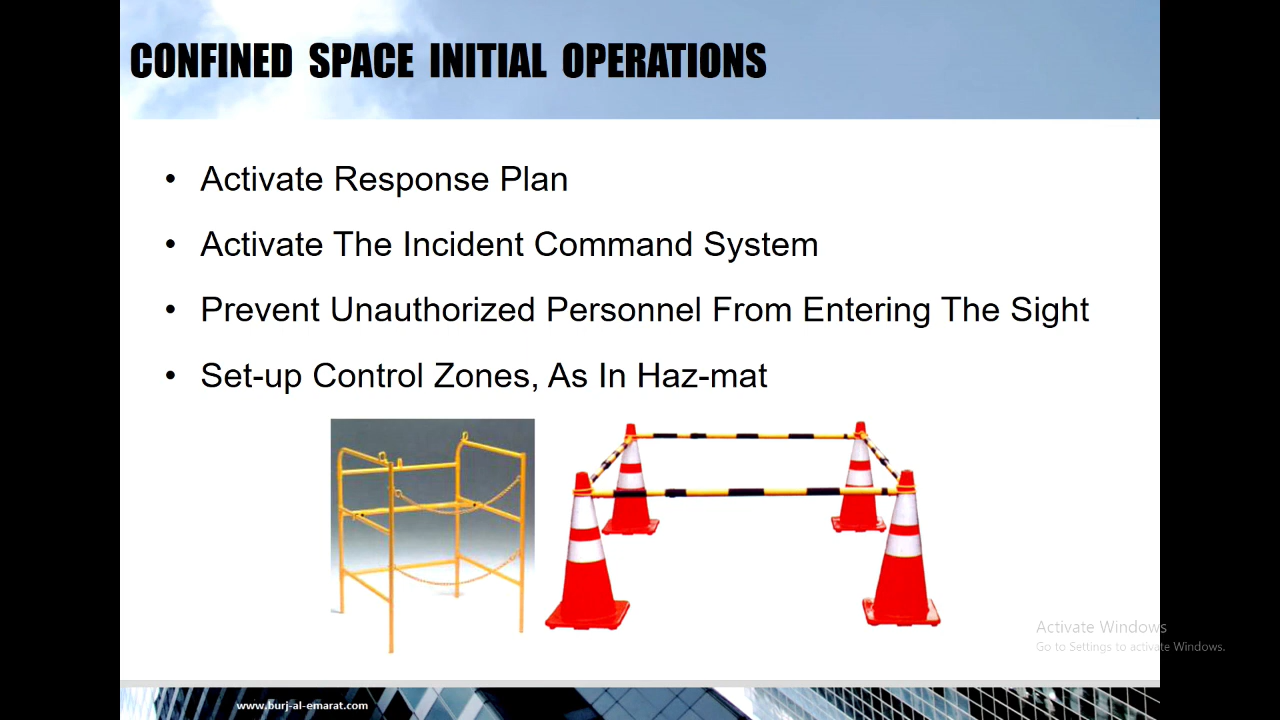 CONFINED SPACE INITIAL OPERATIONS
• Activate Response Plan
• Activate The Incident Command System
• Prevent Unauthorized Personnel From Entering The Sight
• Set-up Control Zones, As In Haz-mat
Activate Windows
Go to Settings to activate Windows.
www.burj-al-emarat.com